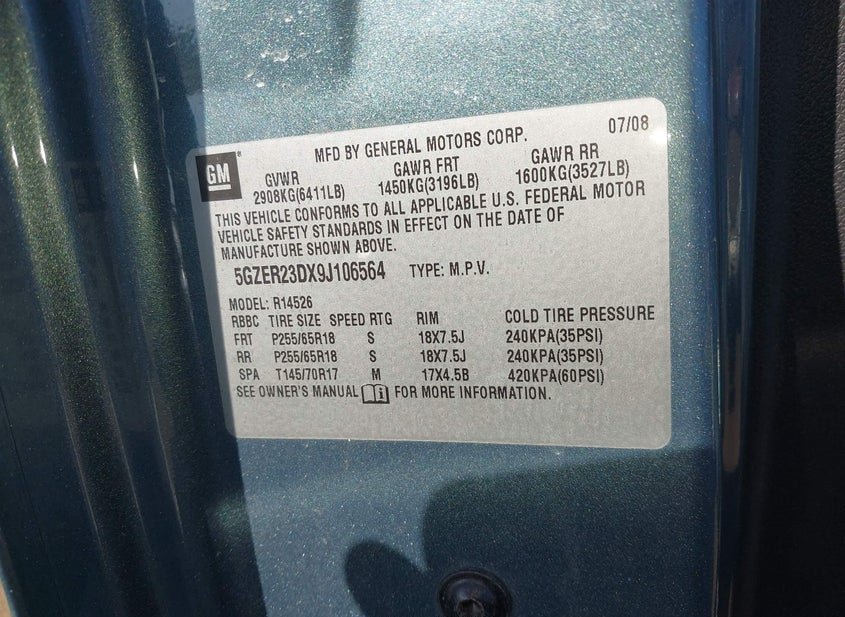 07/08
MFD BY GENERAL MOTORS CORP.
GM®
GVWR GAWR FRT GAWR RR
2908KG(6411LB) 1450KG(3196LB) 1600KG(3527LB)
THIS VEHICLE CONFORMS TO ALL APPLICABLE U.S. FEDERAL MOTOR
VEHICLE SAFETY STANDARDS IN EFFECT ON THE DATE OF
MANUFACTURE SHOWN ABOVE.
5GZER23DX9J106564 TYPE: M.P.V.
MODEL: R14526
RBBC TIRE SIZE SPEED RTG RIM COLD TIRE PRESSURE
FRT P255/65R18 S 18X7.5J 240KPA(35PSI)
RR P255/65R18 S 18X7.5J 240KPA(35PSI)
SPA T145/70R17 M 17X4.5B 420KPA(60PSI)
SEE OWNER'S MANUAL FOR MORE INFORMATION.